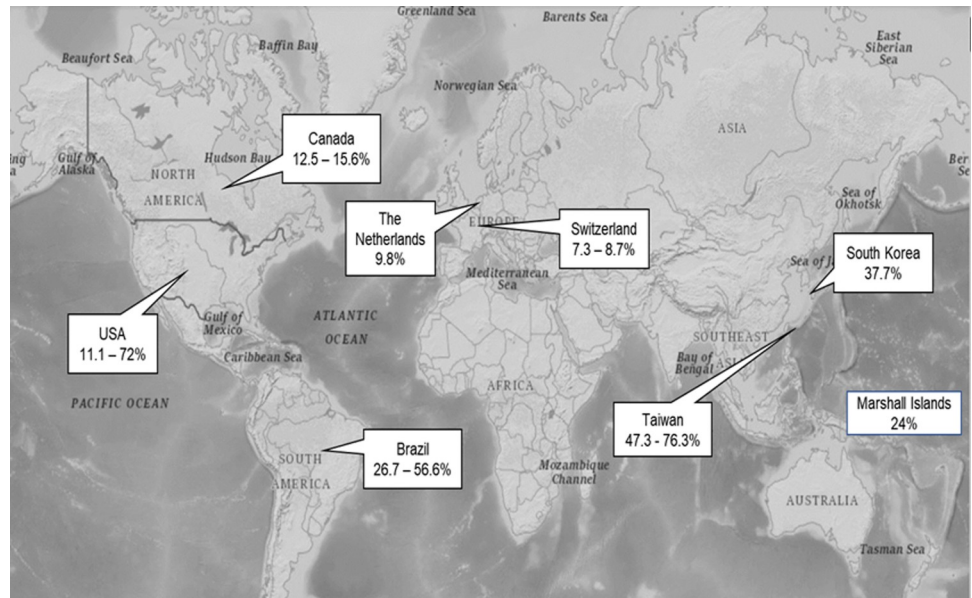 Greenland Sea
Barents Sea
East
Siberian
Sea
Beaufort Sea
Baffin Bay
Norwegian Sea
ASIA
Canada
12.5 – 15.6%
Gulf of
Alaska
Hudson Bay
NORTH
AMERICA
Sea of
Okhotsk
The
Netherlands
9.8%
EUROPE
Switzerland
7.3 – 8.7%
South Korea
37.7%
Sea of
Mediterranean
Sea
USA
11.1 – 72%
Gulf of
Mexico
ATLANTIC
OCEAN
Caribbean Sea
SOUTHEAST
Bay of
Bengal
AFRICA
PACIFIC OCEAN
Marshall Islands
24%
Taiwan
47.3 - 76.3%
Brazil
26.7 – 56.6%
SOUTH
AMERICA
Mozambique
Channel
AUSTRALIA
Tasman Sea